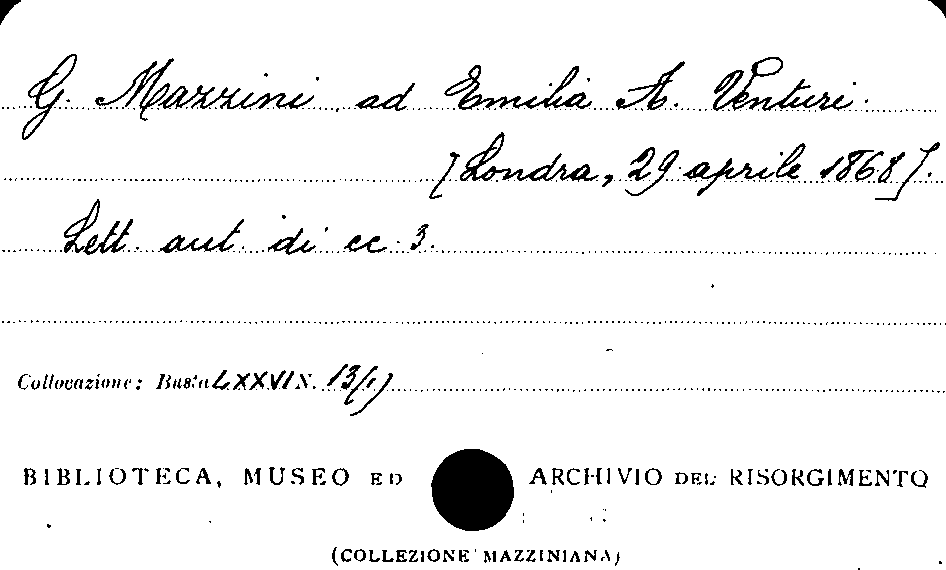 G. Mazzini ad Emilia A. Venturi.
[Londra, 29 aprile 1868].
Lett. aut. di cc. 3.
Collocazione: Busta LXXVI N. 13/1)
BIBLIOTECA, MUSEO ED ARCHIVIO DEL RISORGIMENTO
(COLLEZIONE MAZZINIANA)